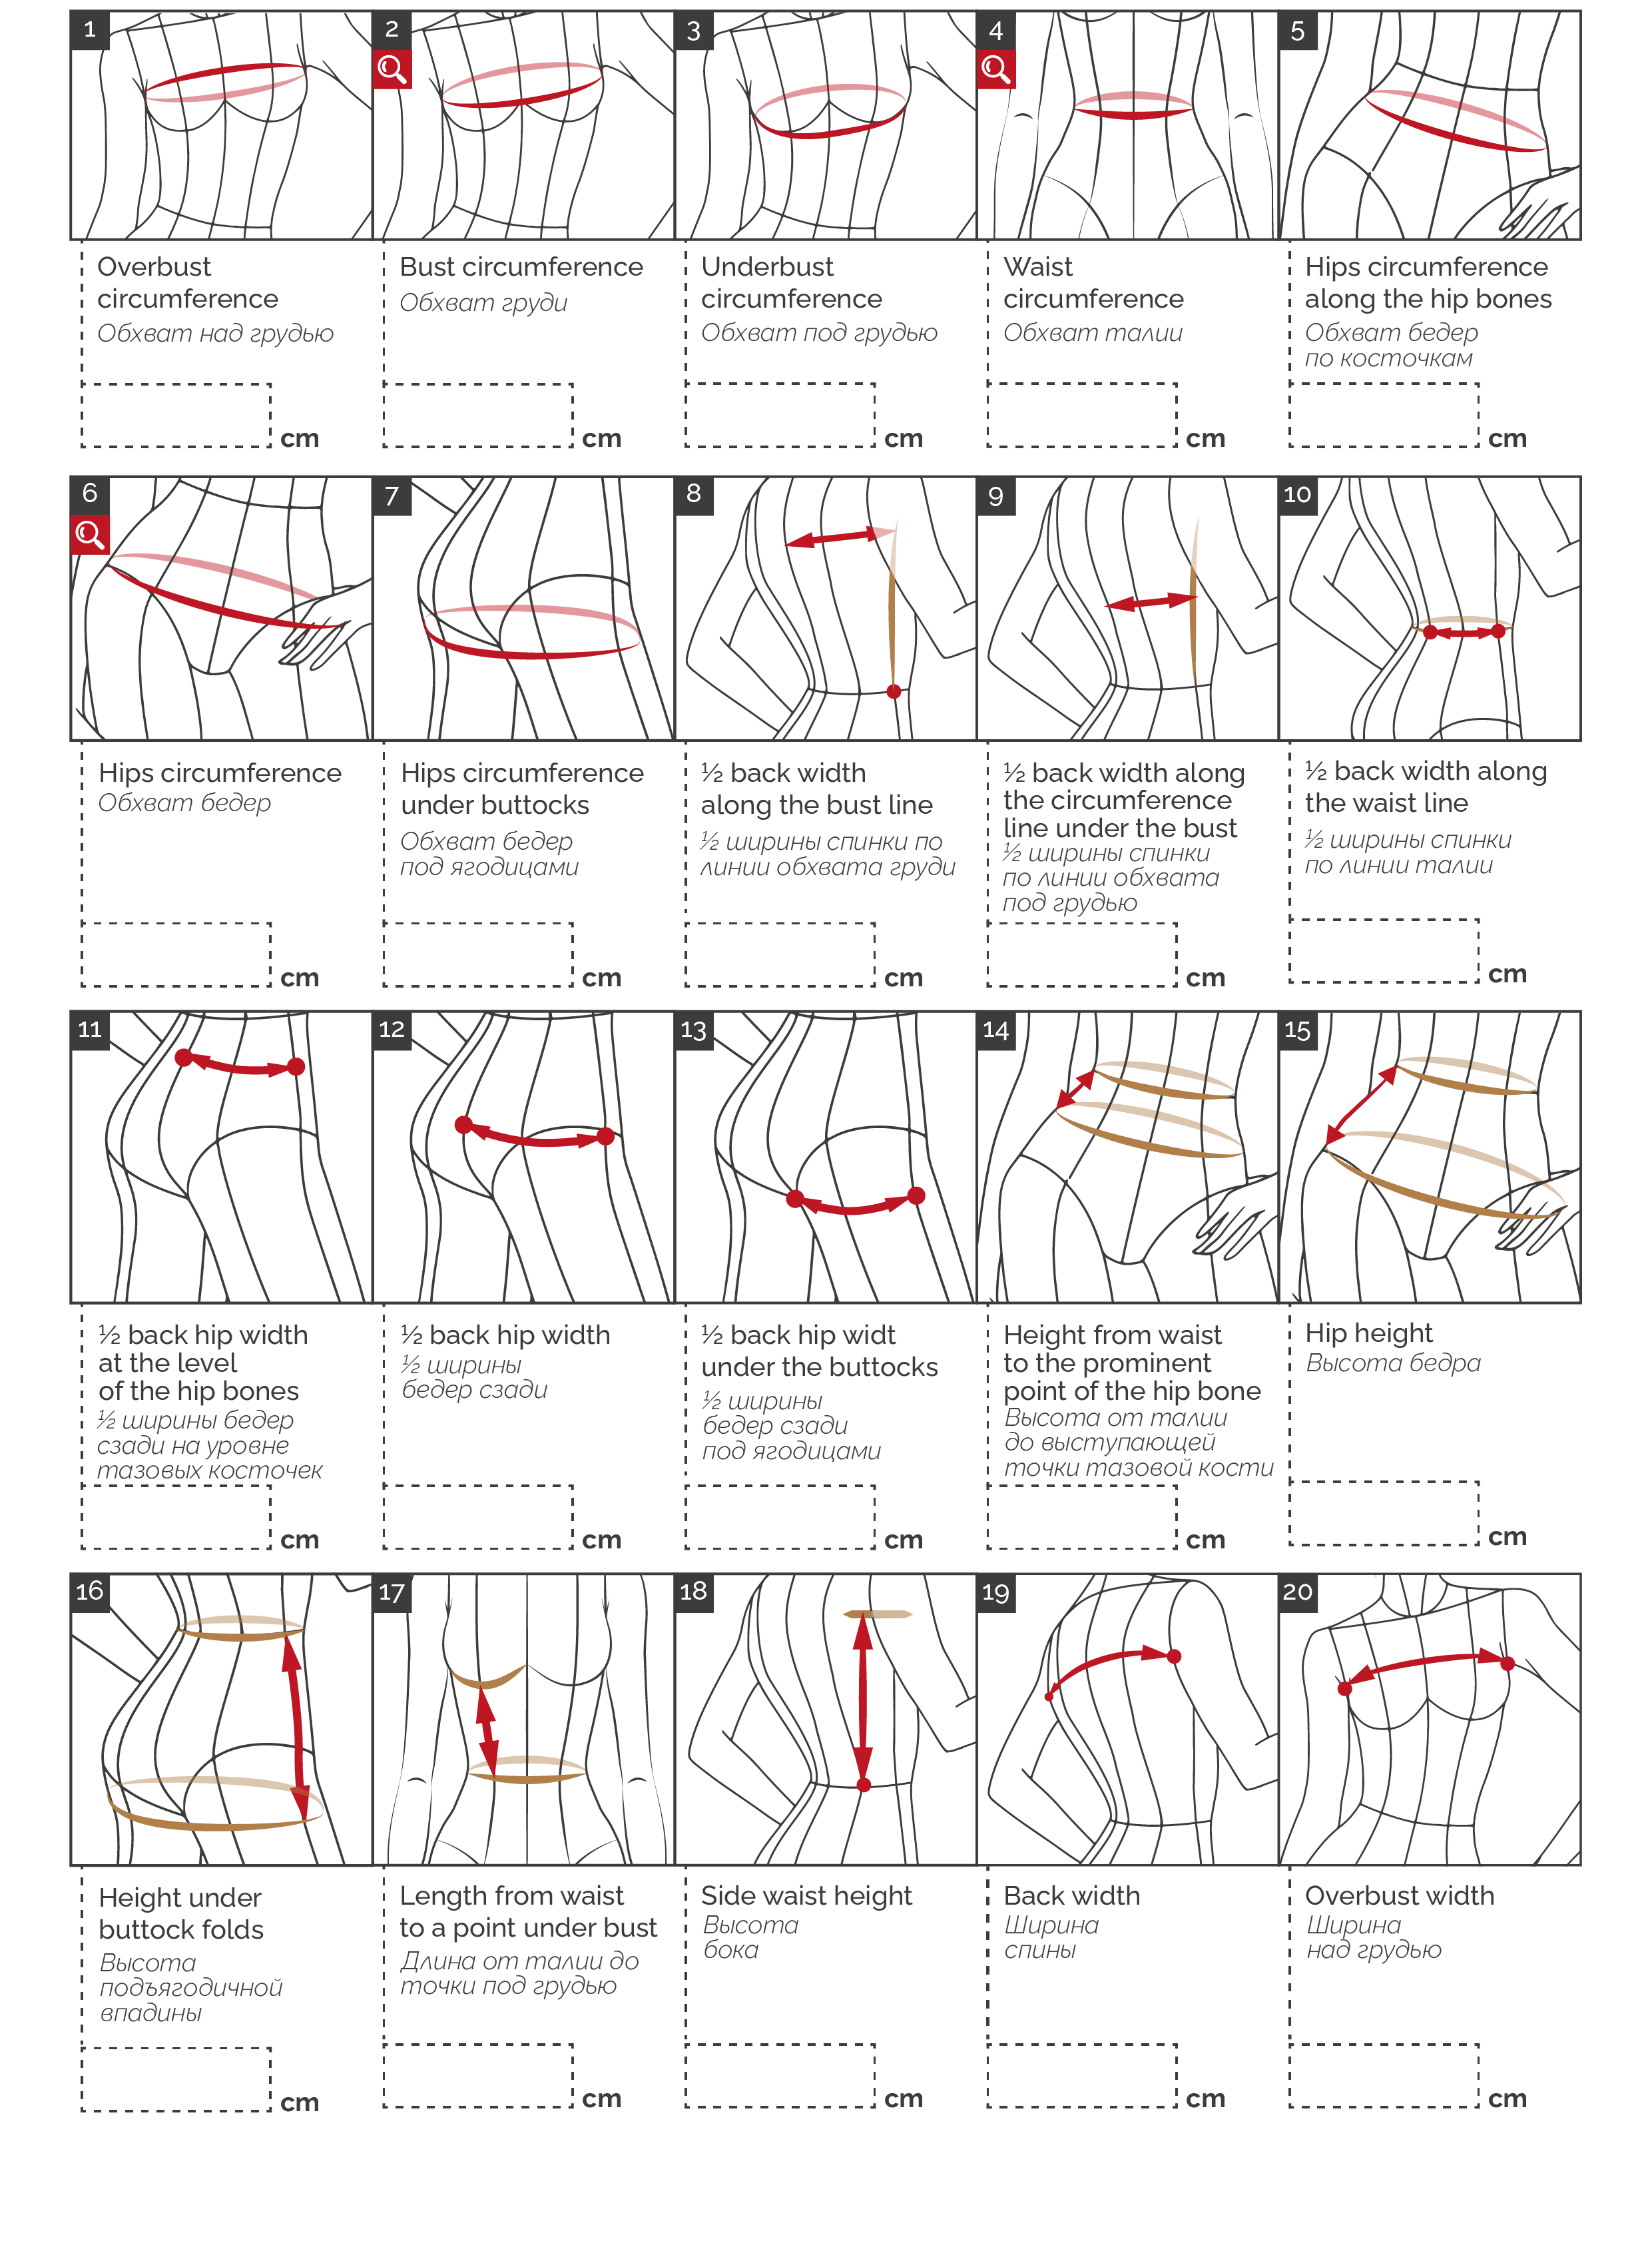 1
2
3
4
5
Overbust
circumference
Обхват над грудью
cm
Bust circumference
Обхват груди
cm
Underbust
circumference
Обхват под грудью
cm
Waist
circumference
Обхват талии
cm
Hips circumference
along the hip bones
Обхват бедер
по косточкам
cm
6
7
8
9
10
Hips circumference
Обхват бедер
cm
Hips circumference
under buttocks
Обхват бедер
под ягодицами
cm
½ back width
along the bust line
½ ширины спинки по
линии обхвата груди
cm
½ back width along
the circumference
line under the bust
½ ширины спинки
по линии обхвата
под грудью
cm
½ back width along
the waist line
½ ширины спинки
по линии талии
cm
11
12
13
14
15
½ back hip width
at the level
of the hip bones
½ ширины бедер
сзади на уровне
тазовых косточек
cm
½ back hip width
½ ширины
бедер сзади
cm
½ back hip widt
under the buttocks
½ ширины
бедер сзади
под ягодицами
cm
Height from waist
to the prominent
point of the hip bone
Высота от талии
до выступающей
точки тазовой кости
cm
Hip height
Высота бедра
cm
16
17
18
19
20
Height under
buttock folds
Высота
подъягодичной
впадины
cm
Length from waist
to a point under bust
Длина от талии до
точки под грудью
cm
Side waist height
Высота
бока
cm
Back width
Ширина
спины
cm
Overbust width
Ширина
над грудью
cm